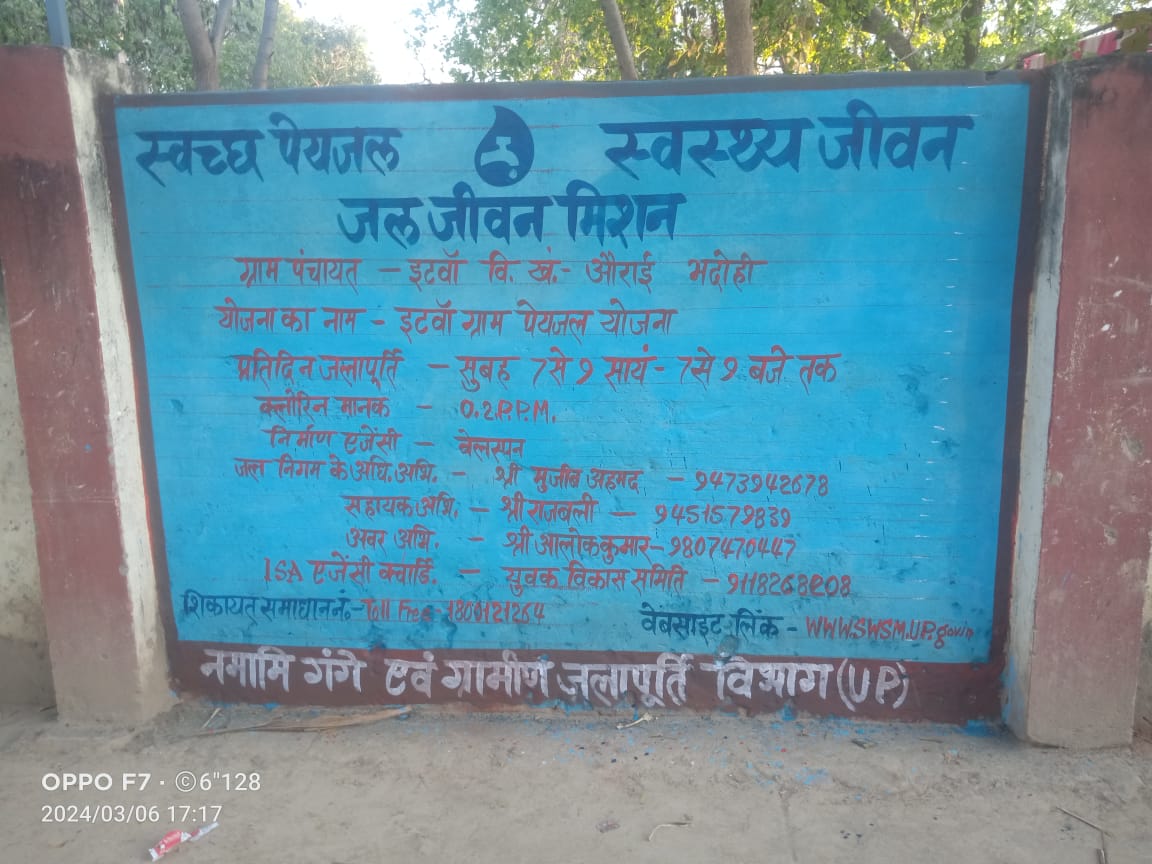 स्वच्छ पेयजल स्वस्थ्य जीवन
जल जीवन मिशन
ग्राम पंचायत - इटवॉ वि. खं.- औराई भदोही
योजना का नाम - इटवॉ ग्राम पेयजल योजना
प्रतिदिन जलापूर्ति - सुबह 7 से 9 सायं - 7 से 9 बजे तक
क्लोरिन मानक - 0.2 P.P.M.
निर्माण एजेंसी - वेलस्पन
जल निगम के अधि. अभि. - श्री मुजीब अहमद - 9473942678
सहायक अभि. - श्री राजबली - 9451579839
अवर अभि. - श्री आलोक कुमार - 9807470447
ISA एजेंसी क्वार्डि. - युवक विकास समिति - 9118268208
शिकायत समाधान नं.- Toll Free - 1800121264
वेबसाइट लिंक - WWW.SWSM.UP.gov.in
नमामि गंगे एवं ग्रामीण जलापूर्ति विभाग (UP)
OPPO F7 · ©6"128
2024/03/06 17:17